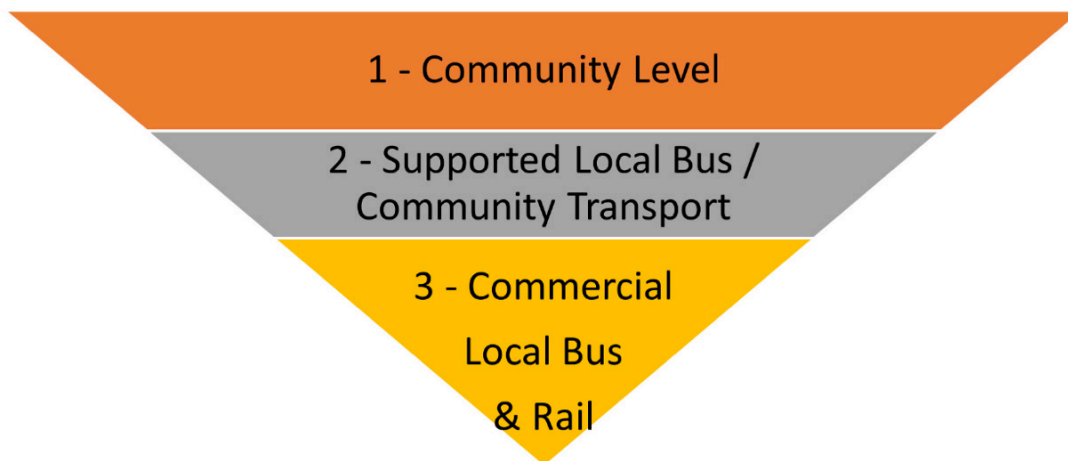 1 - Community Level
2 - Supported Local Bus /
Community Transport
3 - Commercial
Local Bus
& Rail